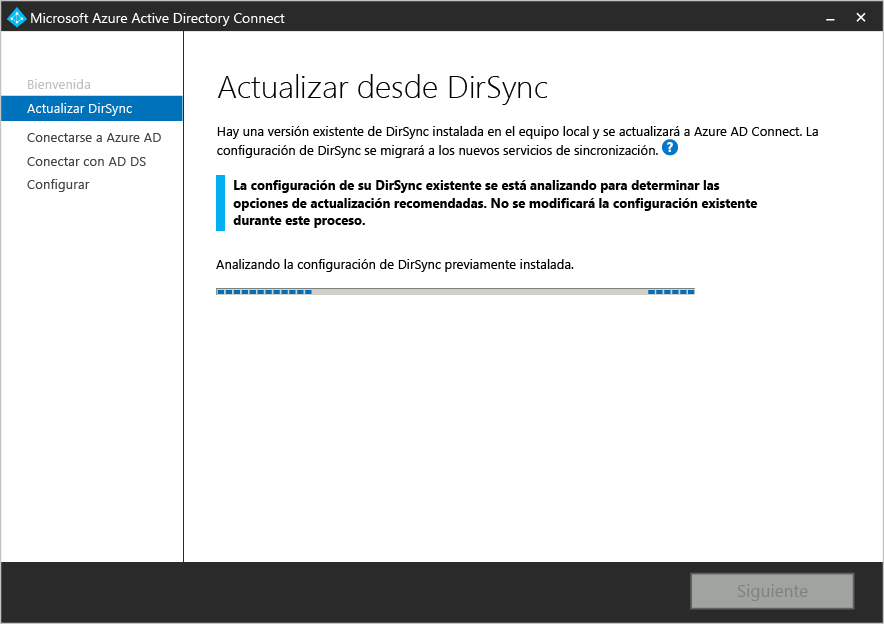 Microsoft Azure Active Directory Connect
Bienvenida
Actualizar DirSync
Conectarse a Azure AD
Conectar con AD DS
Configurar
Actualizar desde DirSync
Hay una versión existente de DirSync instalada en el equipo local y se actualizará a Azure AD Connect. La
configuración de DirSync se migrará a los nuevos servicios de sincronización. ?
La configuración de su DirSync existente se está analizando para determinar las
opciones de actualización recomendadas. No se modificará la configuración existente
durante este proceso.
Analizando la configuración de DirSync previamente instalada.
Siguiente